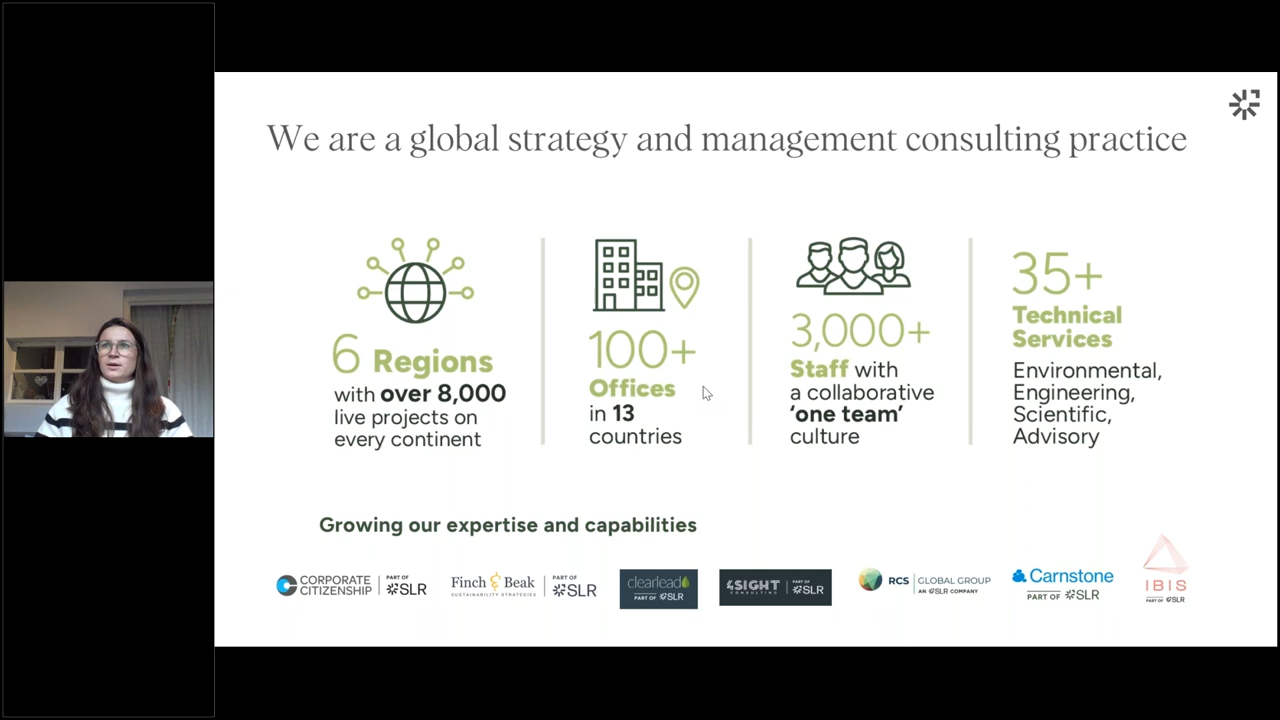 We are a global strategy and management consulting practice
6 Regions
with over 8,000
live projects on
every continent
100+
Offices
in 13
countries
3,000+
Staff with
a collaborative
‘one team’
culture
35+
Technical
Services
Environmental,
Engineering,
Scientific,
Advisory
Growing our expertise and capabilities
CORPORATE
CITIZENSHIP
PART OF
SLR
Finch & Beak
SUSTAINABILITY STRATEGIES
PART OF
SLR
clearlead
PART OF SLR
4SIGHT
CONSULTING
PART OF
SLR
RCS GLOBAL GROUP
AN SLR COMPANY
Carnstone
PART OF SLR
IBIS
PART OF SLR